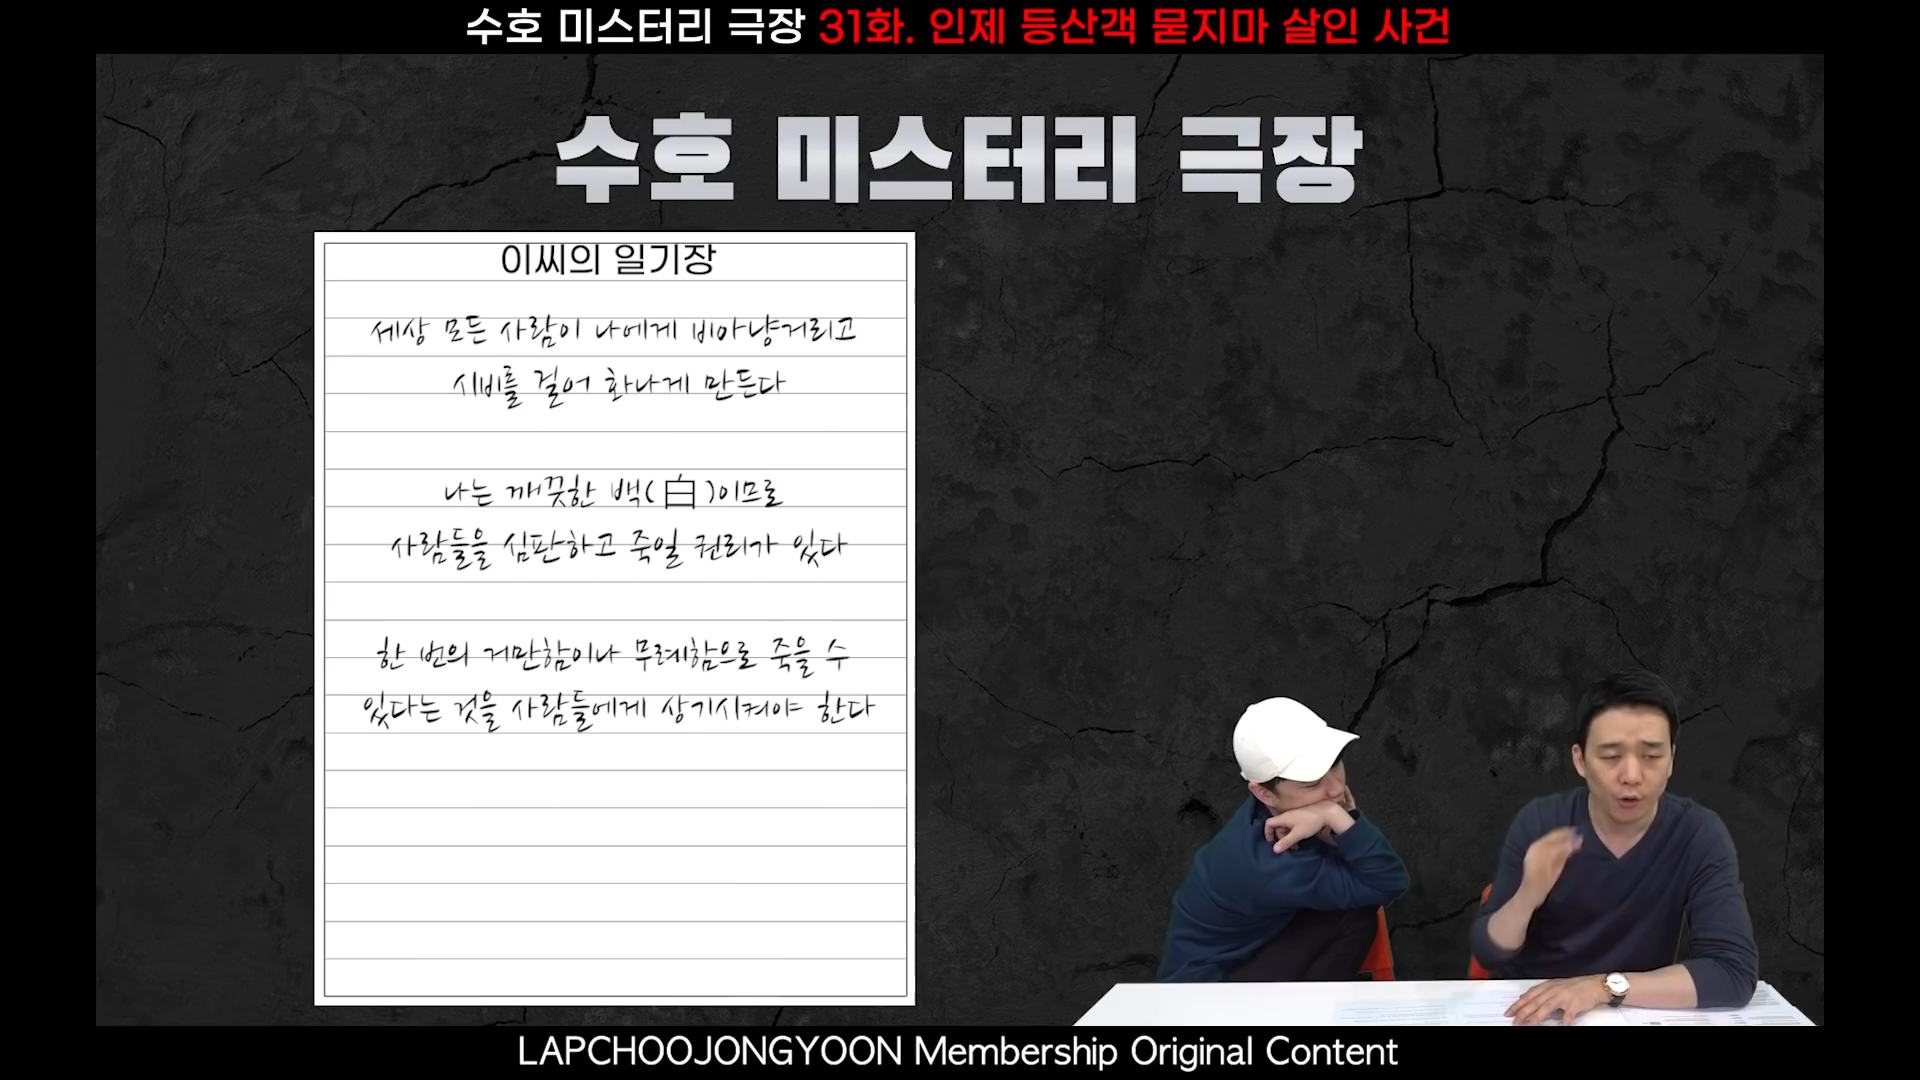 수호 미스터리 극장 31화. 인제 등산객 묻지마 살인 사건
수호 미스터리 극장
이씨의 일기장
세상 모든 사람이 나에게 비아냥거리고
시비를 걸어 화나게 만든다
나는 깨끗한 백(白)이므로
사람들을 심판하고 죽일 권리가 있다
한 번의 거만함이나 무례함으로 죽을 수
있다는 것을 사람들에게 상기시켜야 한다
LAPCHOOJONGYOON Membership Original Content